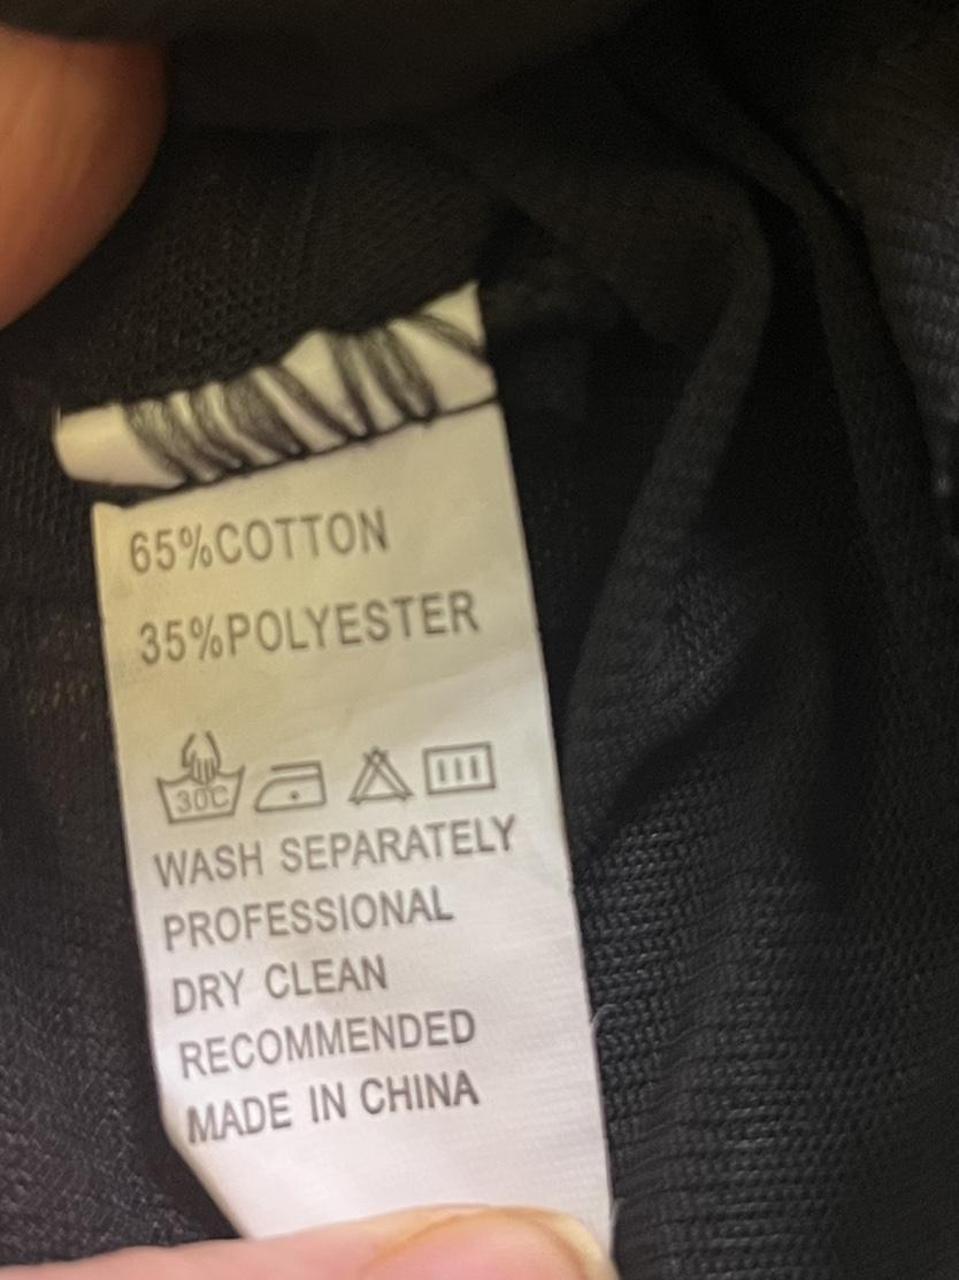 65%COTTON
35%POLYESTER
30C
WASH SEPARATELY
PROFESSIONAL
DRY CLEAN
RECOMMENDED
MADE IN CHINA